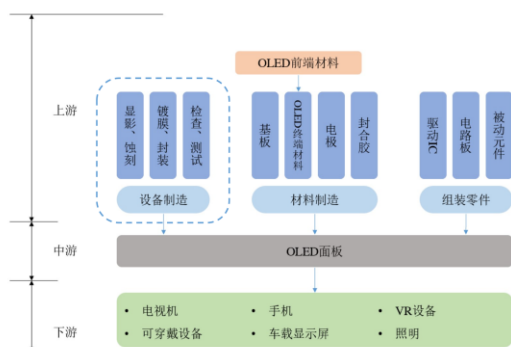 上游
OLED前端材料
显影、蚀刻
镀膜、封装
检查、测试
基板
OLED终端材料
电极
封合胶
驱动IC
电路板
被动元件
设备制造
材料制造
组装零件
中游
OLED面板
下游
• 电视机
• 手机
• VR设备
• 可穿戴设备
• 车载显示屏
• 照明